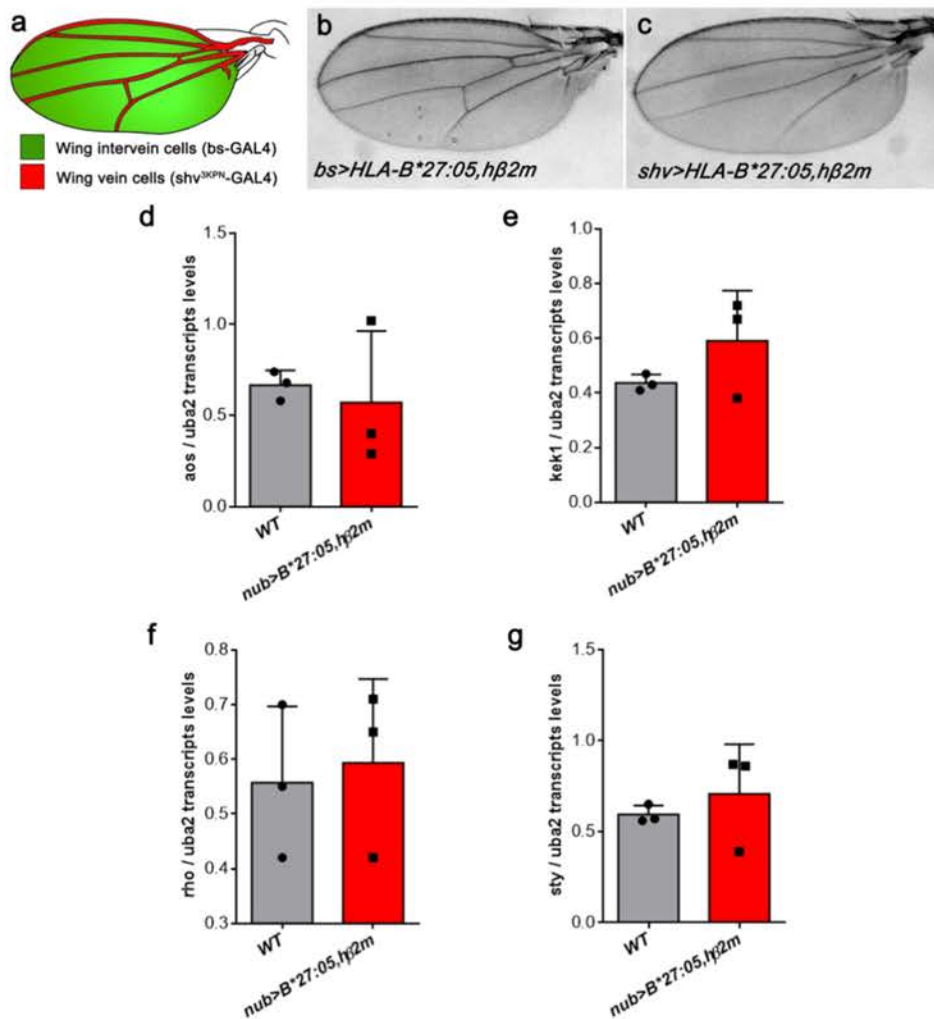 a
b
c
Wing intervein cells (bs-GAL4)
Wing vein cells (shv3KPN-GAL4)
bs>HLA-B*27:05,hβ2m
shv>HLA-B*27:05,hβ2m
d
aos / uba2 transcripts levels
1.5
1.0
0.5
0.0
WT
nub>B*27:05,hβ2m
e
kek1 / uba2 transcripts levels
1.0
0.8
0.6
0.4
0.2
0.0
WT
nub>B*27:05,hβ2m
f
rho / uba2 transcripts levels
0.8
0.7
0.6
0.5
0.4
0.3
WT
nub>B*27:05,hβ2m
g
sty / uba2 transcripts levels
1.5
1.0
0.5
0.0
WT
nub>B*27:05,hβ2m